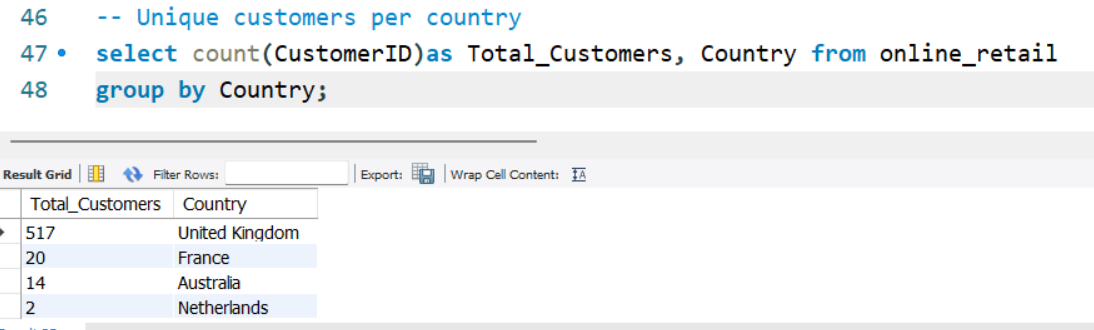 46 -- Unique customers per country
47 select count(CustomerID)as Total_Customers, Country from online_retail
48 group by Country;
Result Grid Filter Rows: Export: Wrap Cell Content:
Total_Customers Country
517 United Kingdom
20 France
14 Australia
2 Netherlands